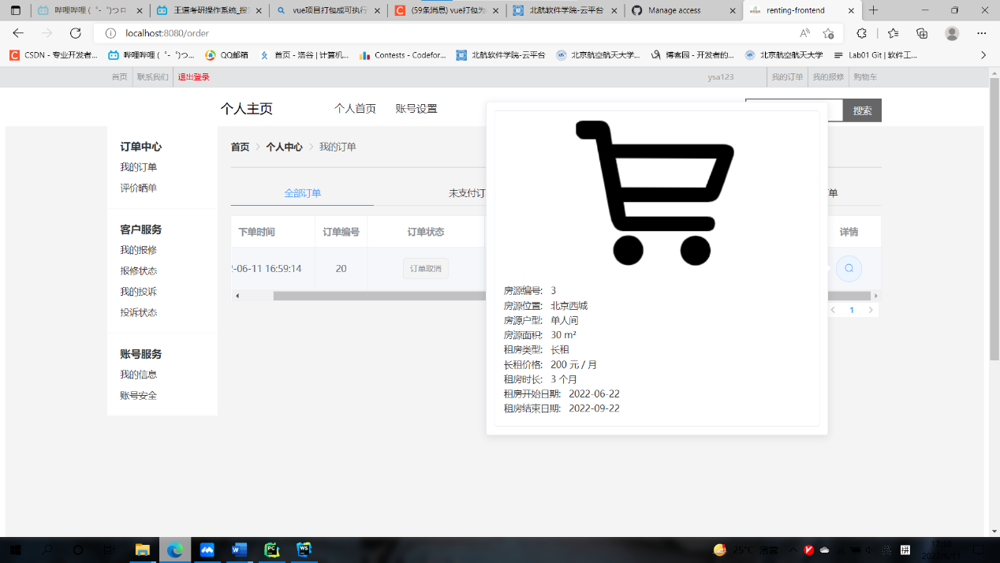 哔哩哔哩 (゜-゜)つロ
王道考研操作系统_搜
vue项目打包成可执行
(59条消息) vue打包为
北航软件学院-云平台
Manage access
renting-frontend
localhost:8080/order
CSDN - 专业开发者...
哔哩哔哩 (゜-゜)つ...
QQ邮箱
首页 - 洛谷 | 计算机...
Contests - Codefor...
北航软件学院-云平台
北京航空航天大学...
博客园 - 开发者的...
北京航空航天大学
Lab01 Git | 软件工...
首页
联系我们
退出登录
ysa123
我的订单
我的报修
购物车
个人主页
个人首页
账号设置
搜索
订单中心
我的订单
评价晒单
客户服务
我的报修
报修状态
我的投诉
投诉状态
账号服务
我的信息
账号安全
首页 > 个人中心 > 我的订单
全部订单
未支付订
单
下单时间
订单编号
订单状态
详情
-06-11 16:59:14
20
订单取消
1
房源编号: 3
房源位置: 北京西城
房源户型: 单人间
房源面积: 30 m²
租房类型: 长租
长租价格: 200 元 / 月
租房时长: 3 个月
租房开始日期: 2022-06-22
租房结束日期: 2022-09-22
25°C 薄雾
英
拼
2022/6/11